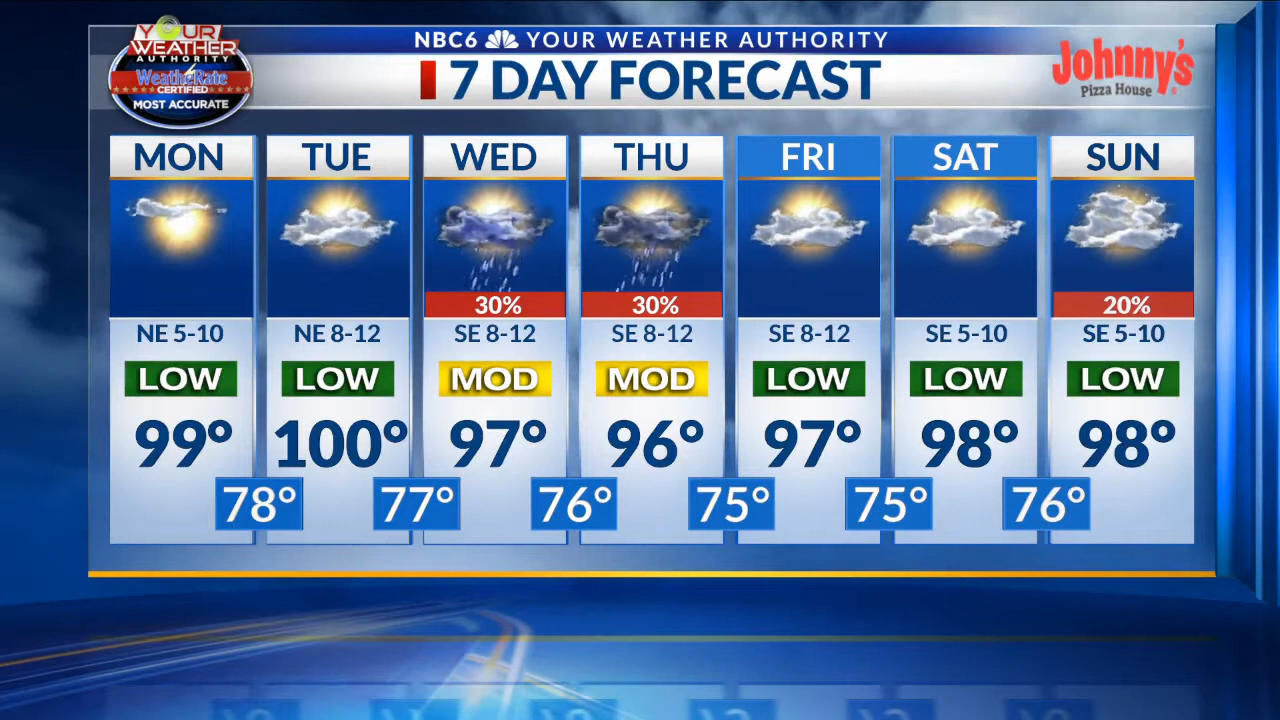 YOUR
WEATHER
AUTHORITY
WeatheRate
CERTIFIED
MOST ACCURATE
NBC6 YOUR WEATHER AUTHORITY
7 DAY FORECAST
Johnny's
Pizza House
MON TUE WED THU FRI SAT SUN
30% 30% 20%
NE 5-10 NE 8-12 SE 8-12 SE 8-12 SE 8-12 SE 5-10 SE 5-10
LOW LOW MOD MOD LOW LOW LOW
99° 100° 97° 96° 97° 98° 98°
78° 77° 76° 75° 75° 76°